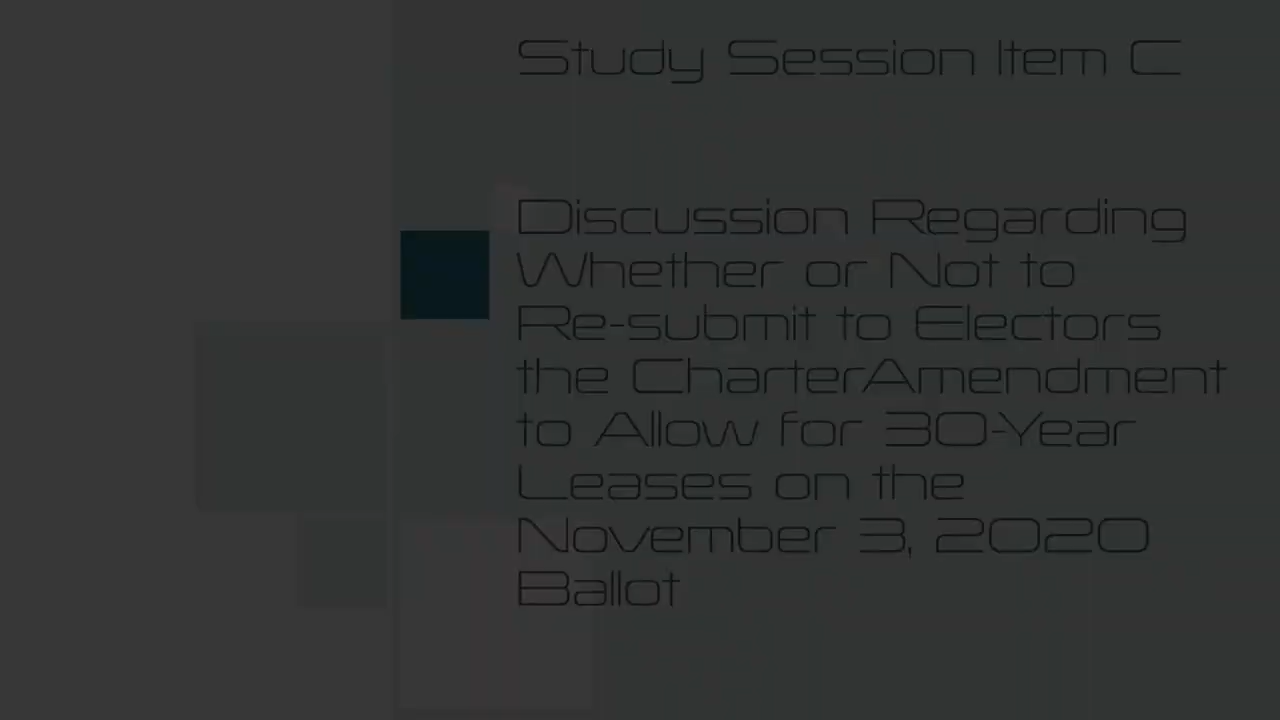 Study Session Item C
Discussion Regarding
Whether or Not to
Re-submit to Electors
the CharterAmendment
to Allow for 30-Year
Leases on the
November 3, 2020
Ballot